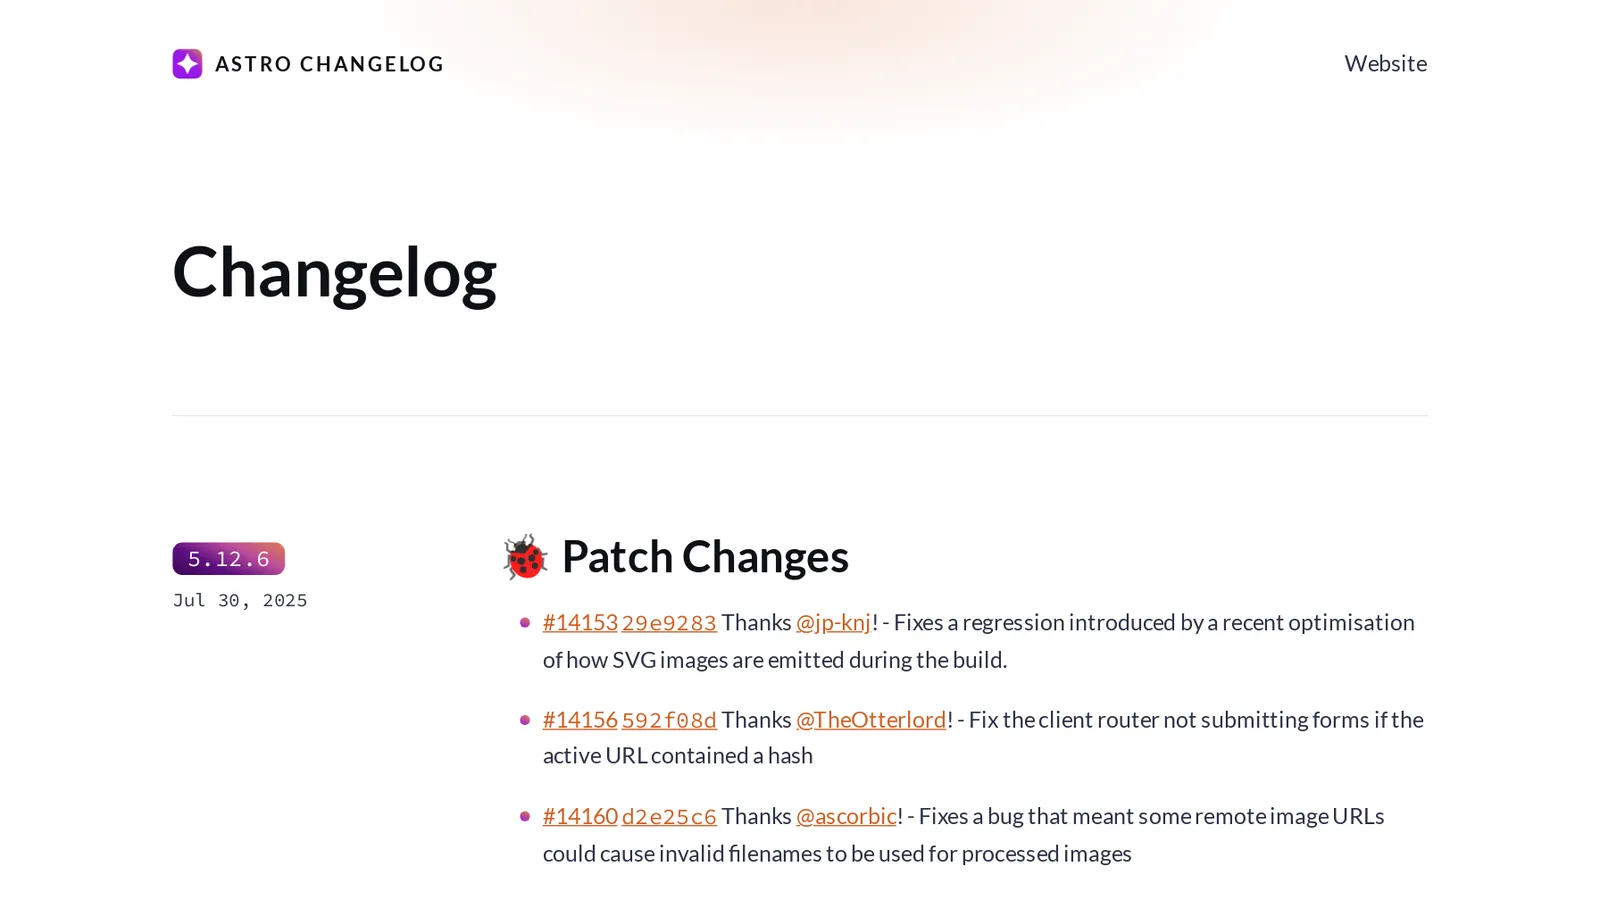 ASTRO CHANGELOG
Website
Changelog
5.12.6
Jul 30, 2025
Patch Changes
#14153 29e9283 Thanks @jp-knj! - Fixes a regression introduced by a recent optimisation
of how SVG images are emitted during the build.
#14156 592f08d Thanks @TheOtterlord! - Fix the client router not submitting forms if the
active URL contained a hash
#14160 d2e25c6 Thanks @ascorbic! - Fixes a bug that meant some remote image URLs
could cause invalid filenames to be used for processed images